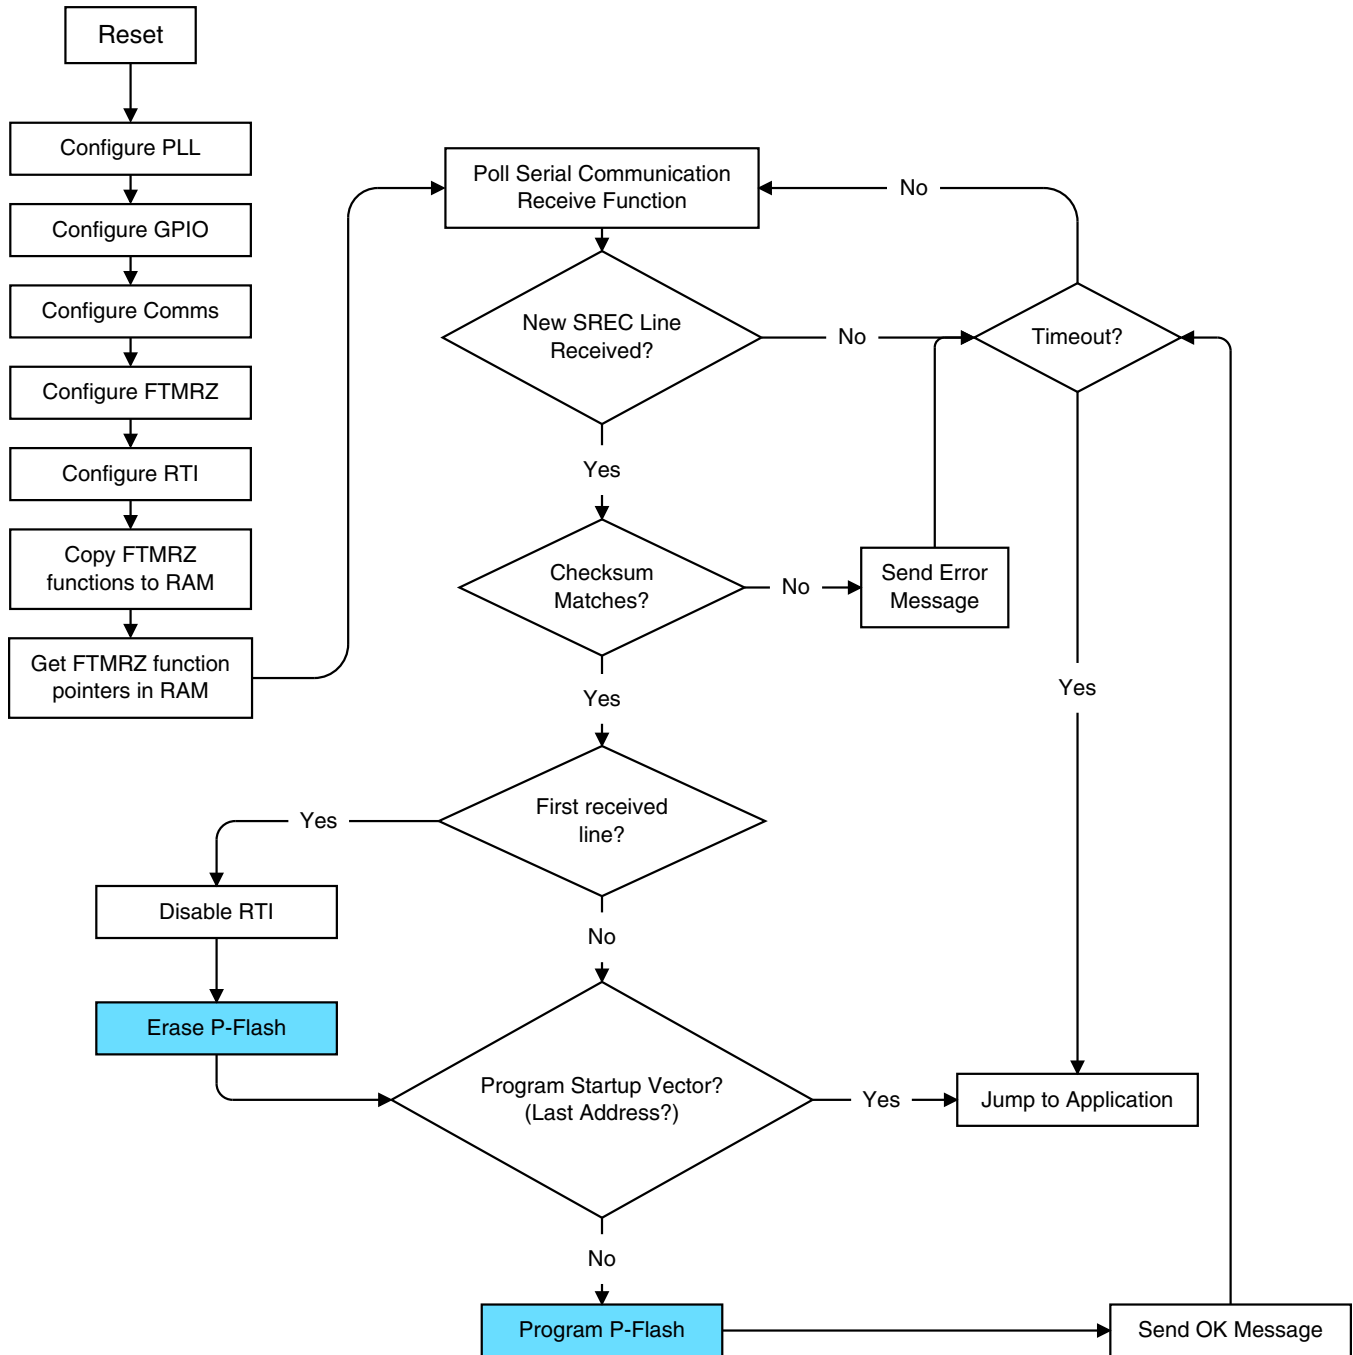 Reset
Configure PLL
Configure GPIO
Configure Comms
Configure FTMRZ
Configure RTI
Copy FTMRZ
functions to RAM
Get FTMRZ function
pointers in RAM
Poll Serial Communication
Receive Function
No
New SREC Line
Received?
No
Timeout?
Yes
Checksum
Matches?
No
Send Error
Message
Yes
Yes
First received
line?
Yes
Disable RTI
No
Erase P-Flash
Program Startup Vector?
(Last Address?)
Yes
Jump to Application
No
Program P-Flash
Send OK Message